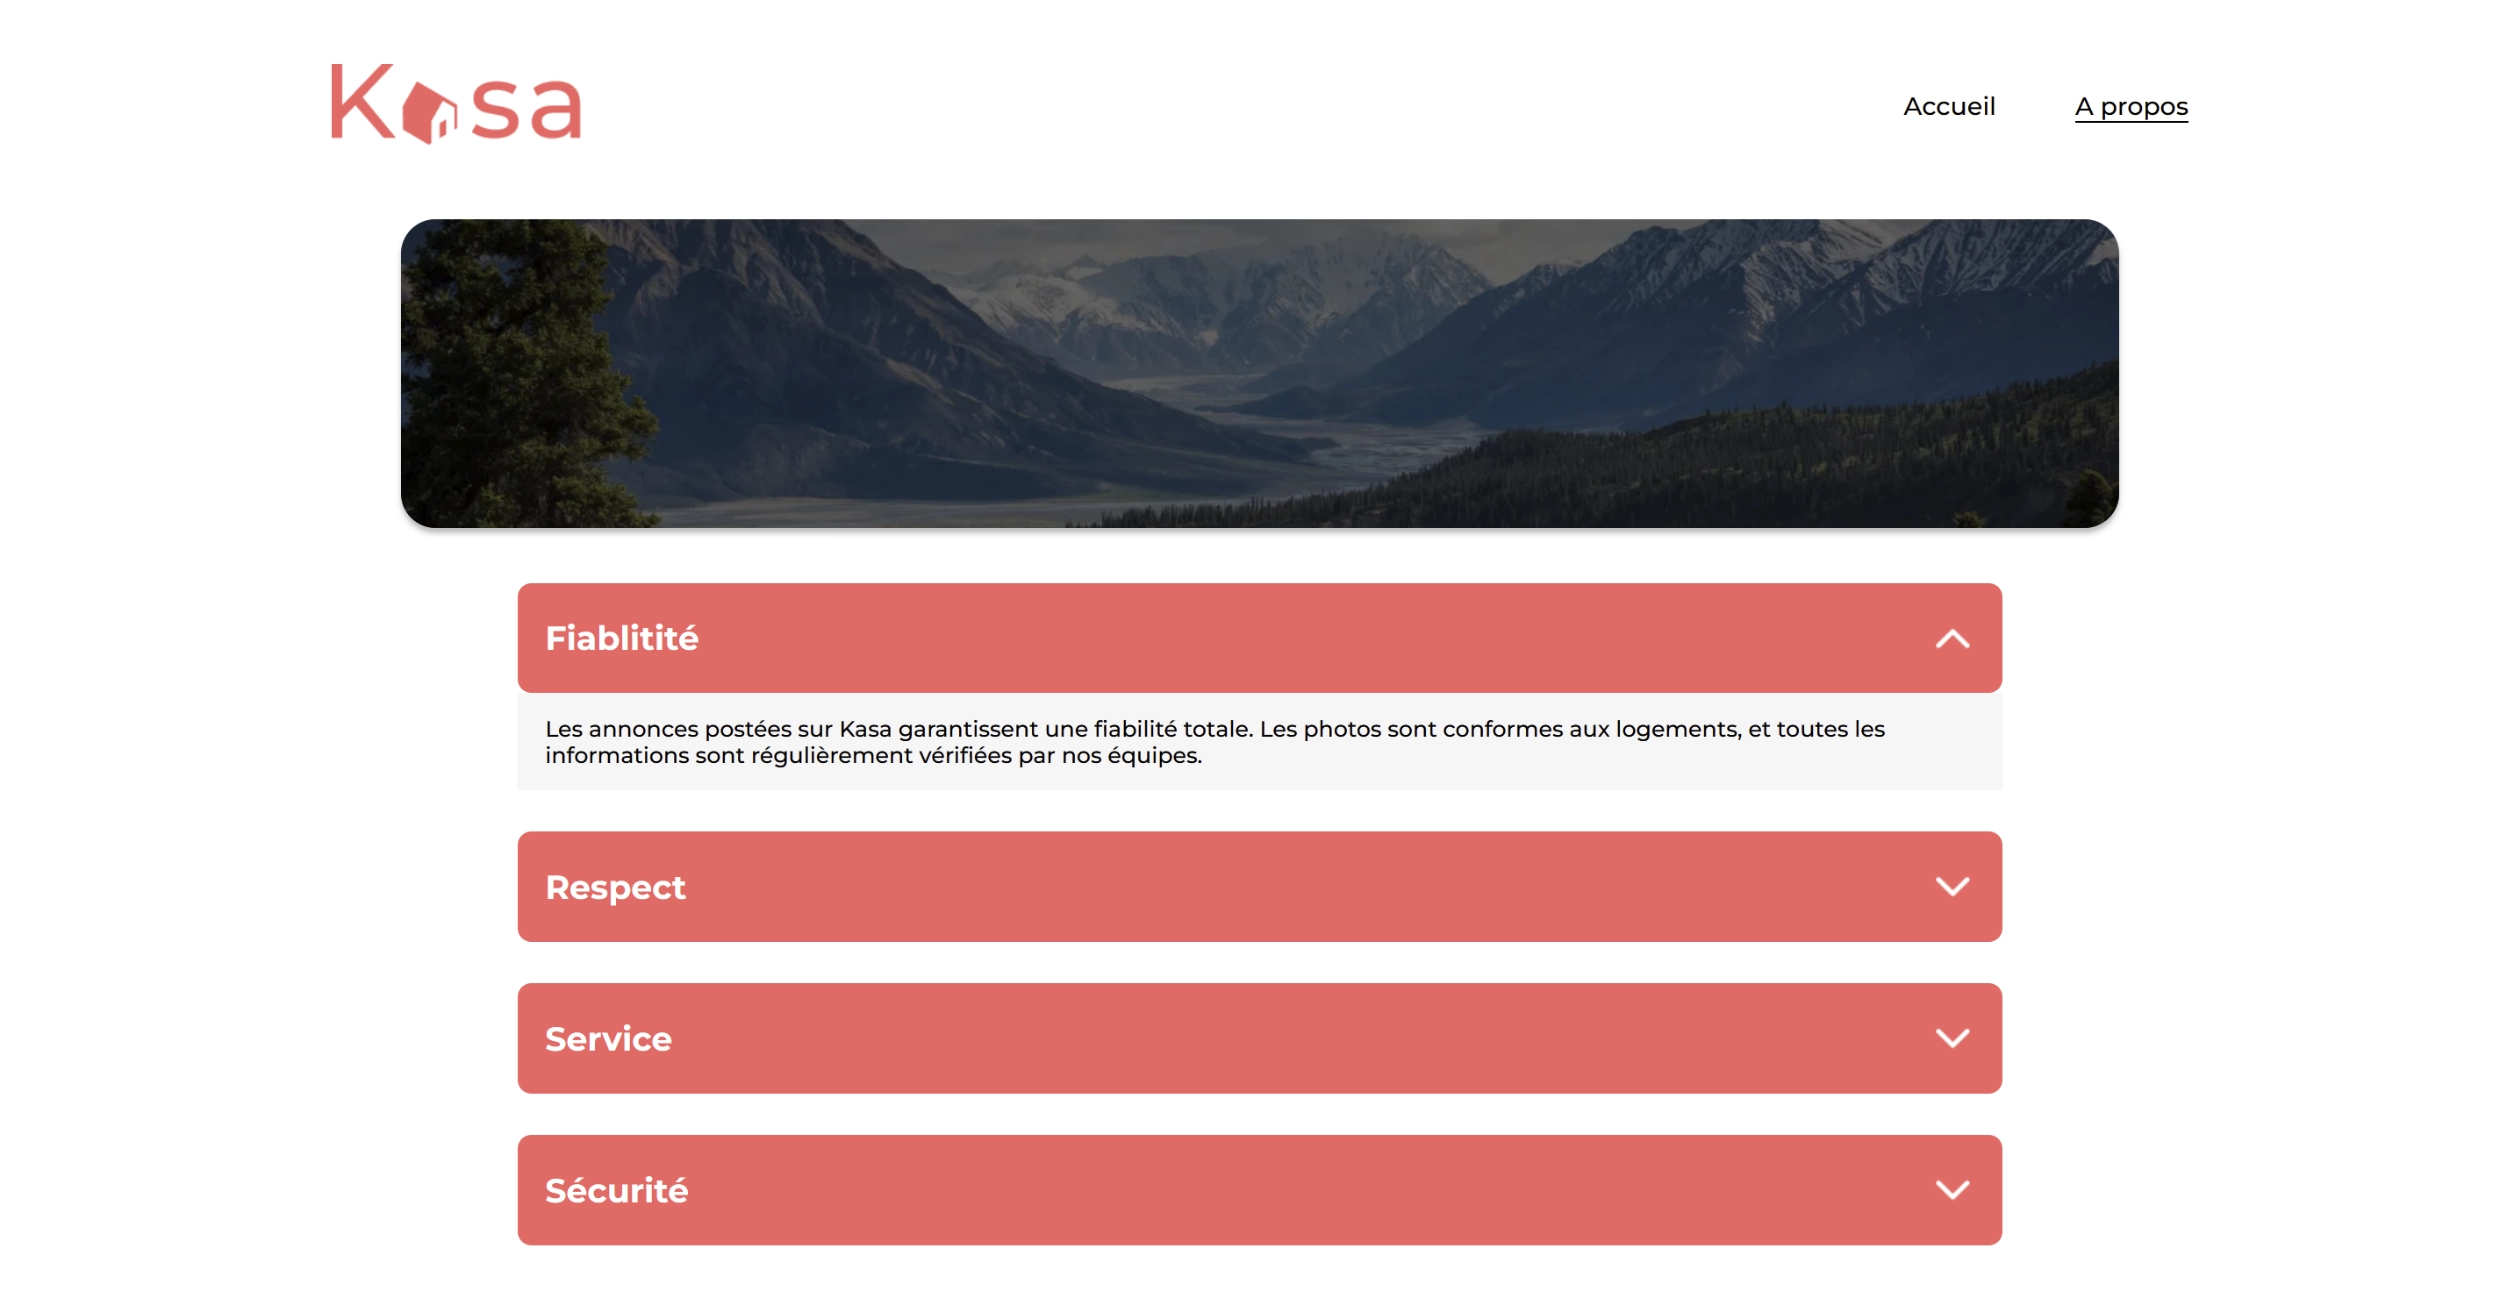 Kasa
Accueil
A propos
Fiablitité
Les annonces postées sur Kasa garantissent une fiabilité totale. Les photos sont conformes aux logements, et toutes les
informations sont régulièrement vérifiées par nos équipes.
Respect
Service
Sécurité